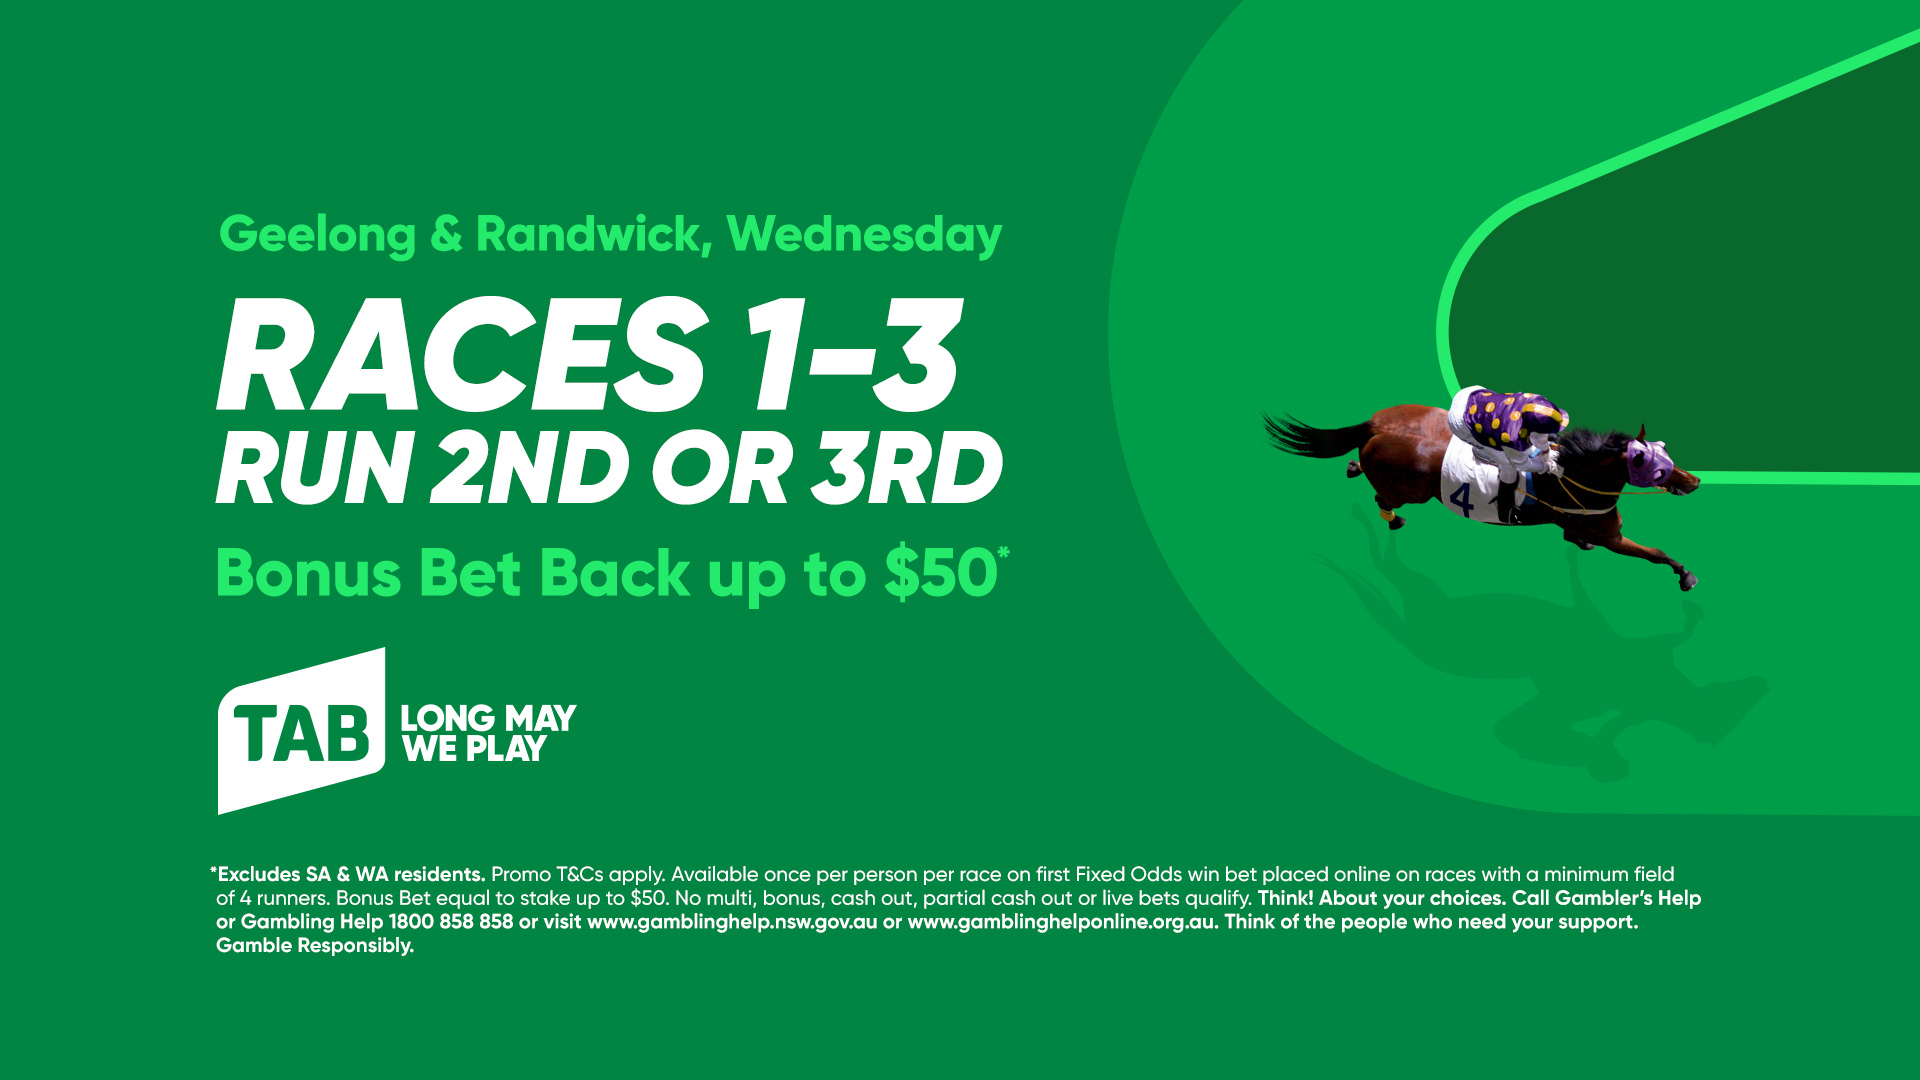 Geelong & Randwick, Wednesday
RACES 1-3
RUN 2ND OR 3RD
Bonus Bet Back up to $50*
TAB
LONG MAY
WE PLAY
4
*Excludes SA & WA residents. Promo T&Cs apply. Available once per person per race on first Fixed Odds win bet placed online on races with a minimum field
of 4 runners. Bonus Bet equal to stake up to $50. No multi, bonus, cash out, partial cash out or live bets qualify. Think! About your choices. Call Gambler's Help
or Gambling Help 1800 858 858 or visit www.gamblinghelp.nsw.gov.au or www.gamblinghelponline.org.au. Think of the people who need your support.
Gamble Responsibly.